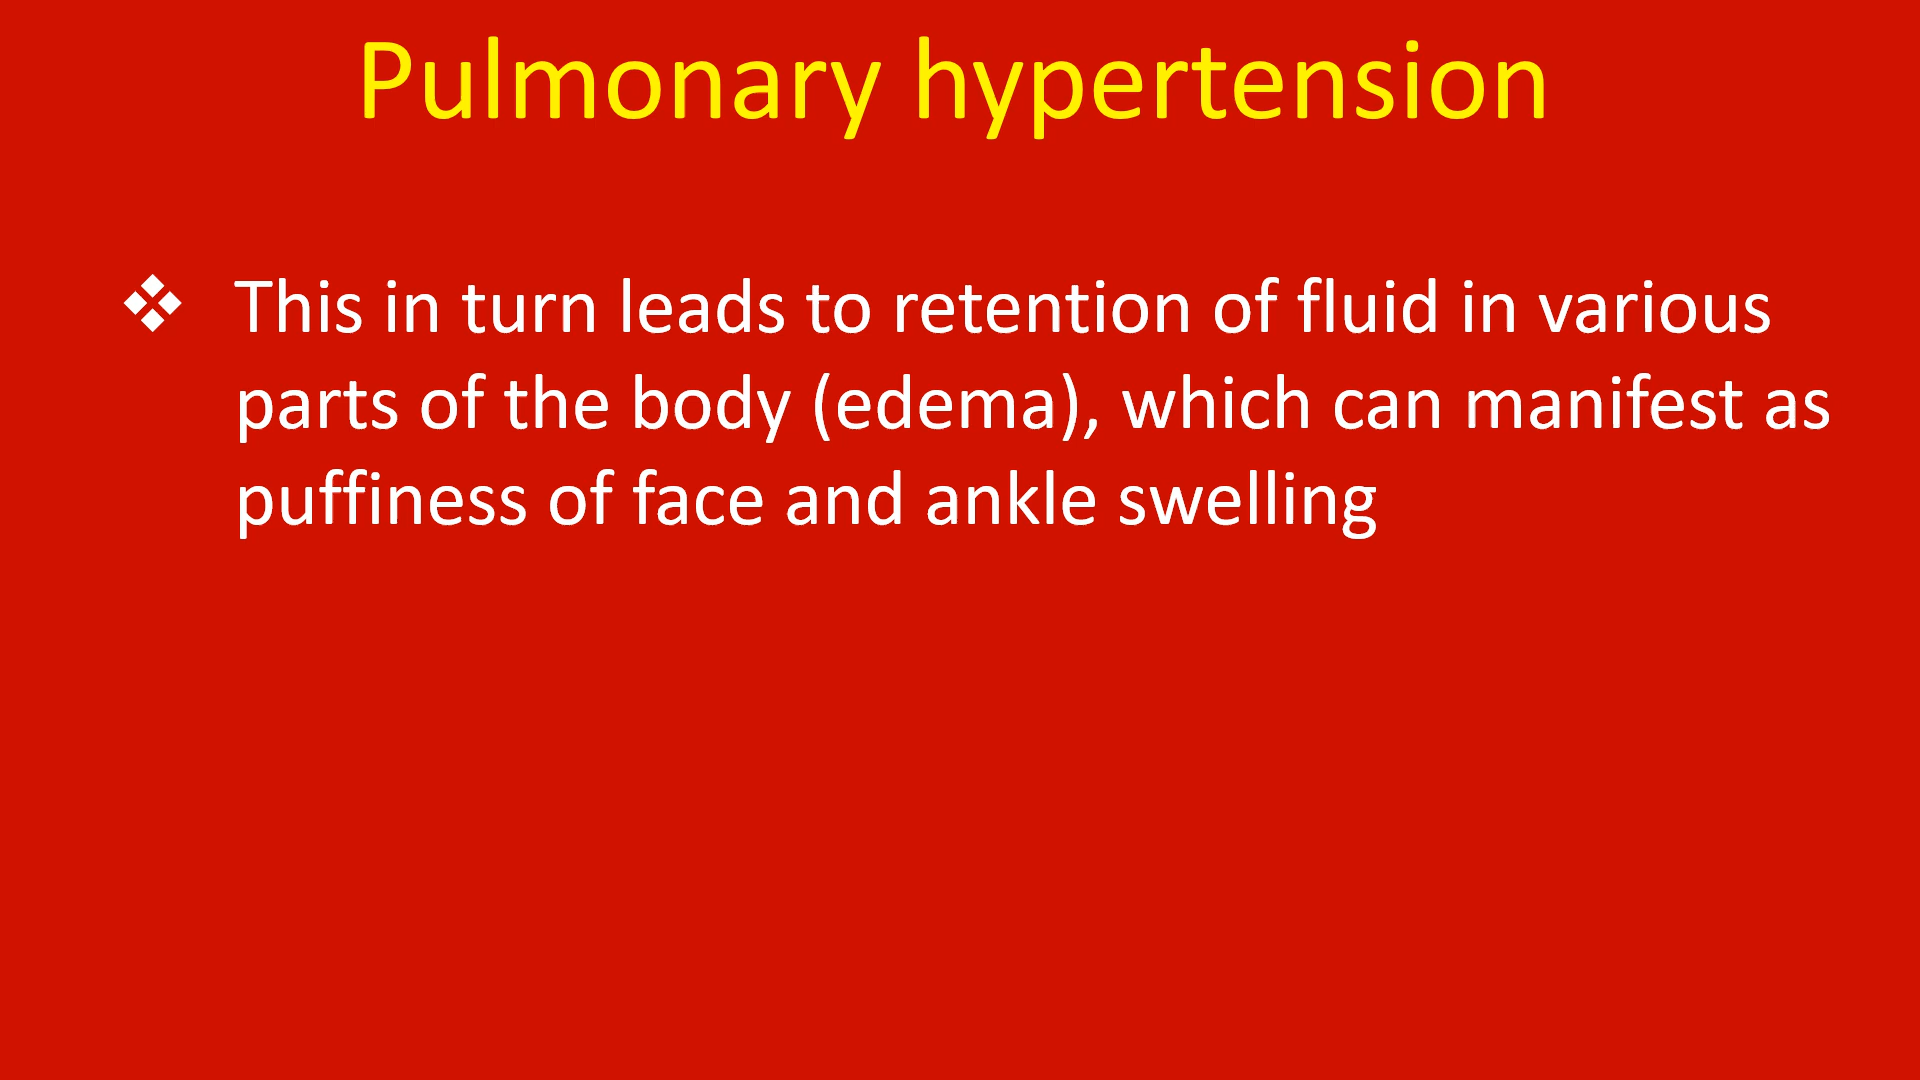 Pulmonary hypertension
❖ This in turn leads to retention of fluid in various
parts of the body (edema), which can manifest as
puffiness of face and ankle swelling